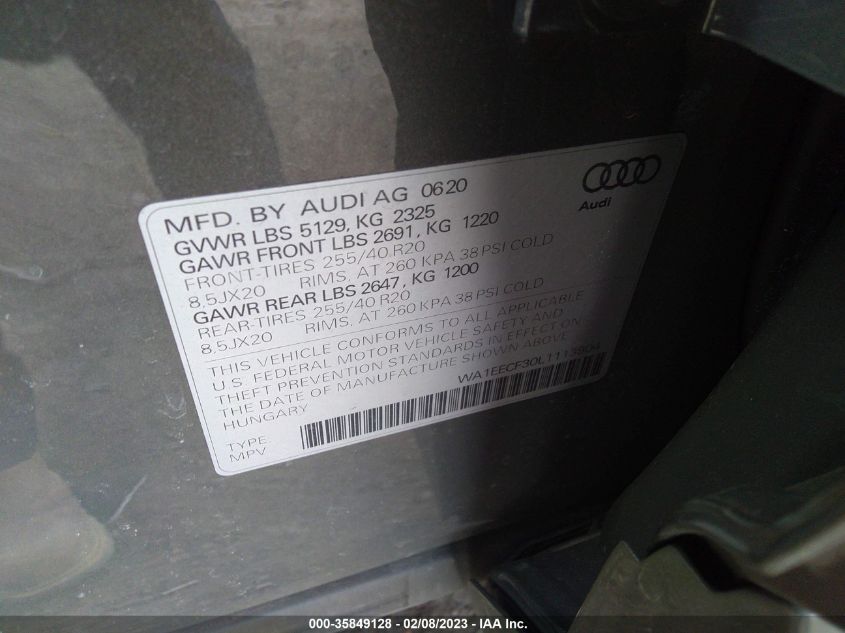 MFD. BY AUDI AG 0620
Audi
GVWR LBS 5129, KG 2325
GAWR FRONT LBS 2691, KG 1220
FRONT-TIRES 255/40 R20
8,5JX20 RIMS, AT 260 KPA 38 PSI COLD
GAWR REAR LBS 2647, KG 1200
REAR-TIRES 255/40 R20
8,5JX20 RIMS, AT 260 KPA 38 PSI COLD
THIS VEHICLE CONFORMS TO ALL APPLICABLE
U.S. FEDERAL MOTOR VEHICLE SAFETY AND
THEFT PREVENTION STANDARDS IN EFFECT ON
THE DATE OF MANUFACTURE SHOWN ABOVE
HUNGARY WA1EECF30L1113904
TYPE:
MPV
000-35849128 - 02/08/2023 - IAA Inc.